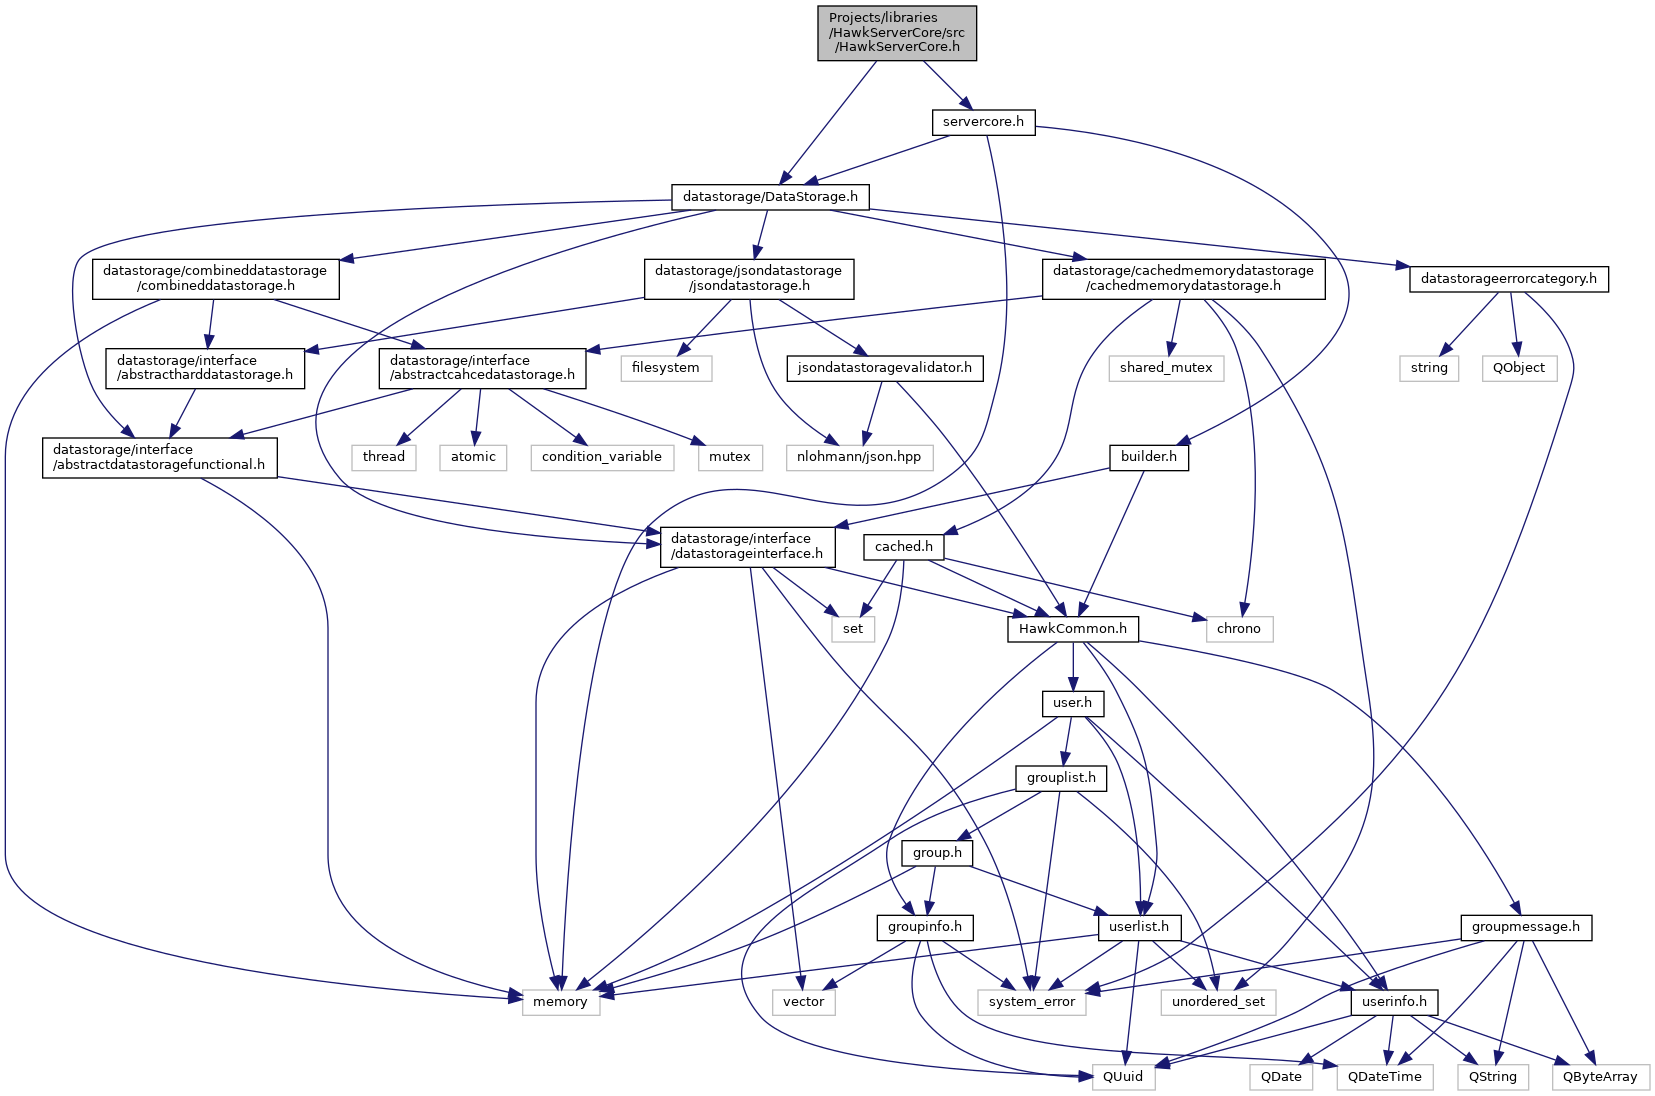 Projects/libraries
/HawkServerCore/src
/HawkServerCore.h
servercore.h
datastorage/DataStorage.h
datastorage/combineddatastorage
/combineddatastorage.h
datastorage/jsondatastorage
/jsondatastorage.h
datastorage/cachedmemorydatastorage
/cachedmemorydatastorage.h
datastorageerrorcategory.h
datastorage/interface
/abstractharddatastorage.h
datastorage/interface
/abstractcahcedatastorage.h
filesystem
jsondatastoragevalidator.h
shared_mutex
string
QObject
datastorage/interface
/abstractdatastoragefunctional.h
thread
atomic
condition_variable
mutex
nlohmann/json.hpp
builder.h
datastorage/interface
/datastorageinterface.h
cached.h
set
HawkCommon.h
chrono
user.h
grouplist.h
group.h
groupinfo.h
userlist.h
groupmessage.h
memory
vector
system_error
unordered_set
userinfo.h
QUuid
QDate
QDateTime
QString
QByteArray